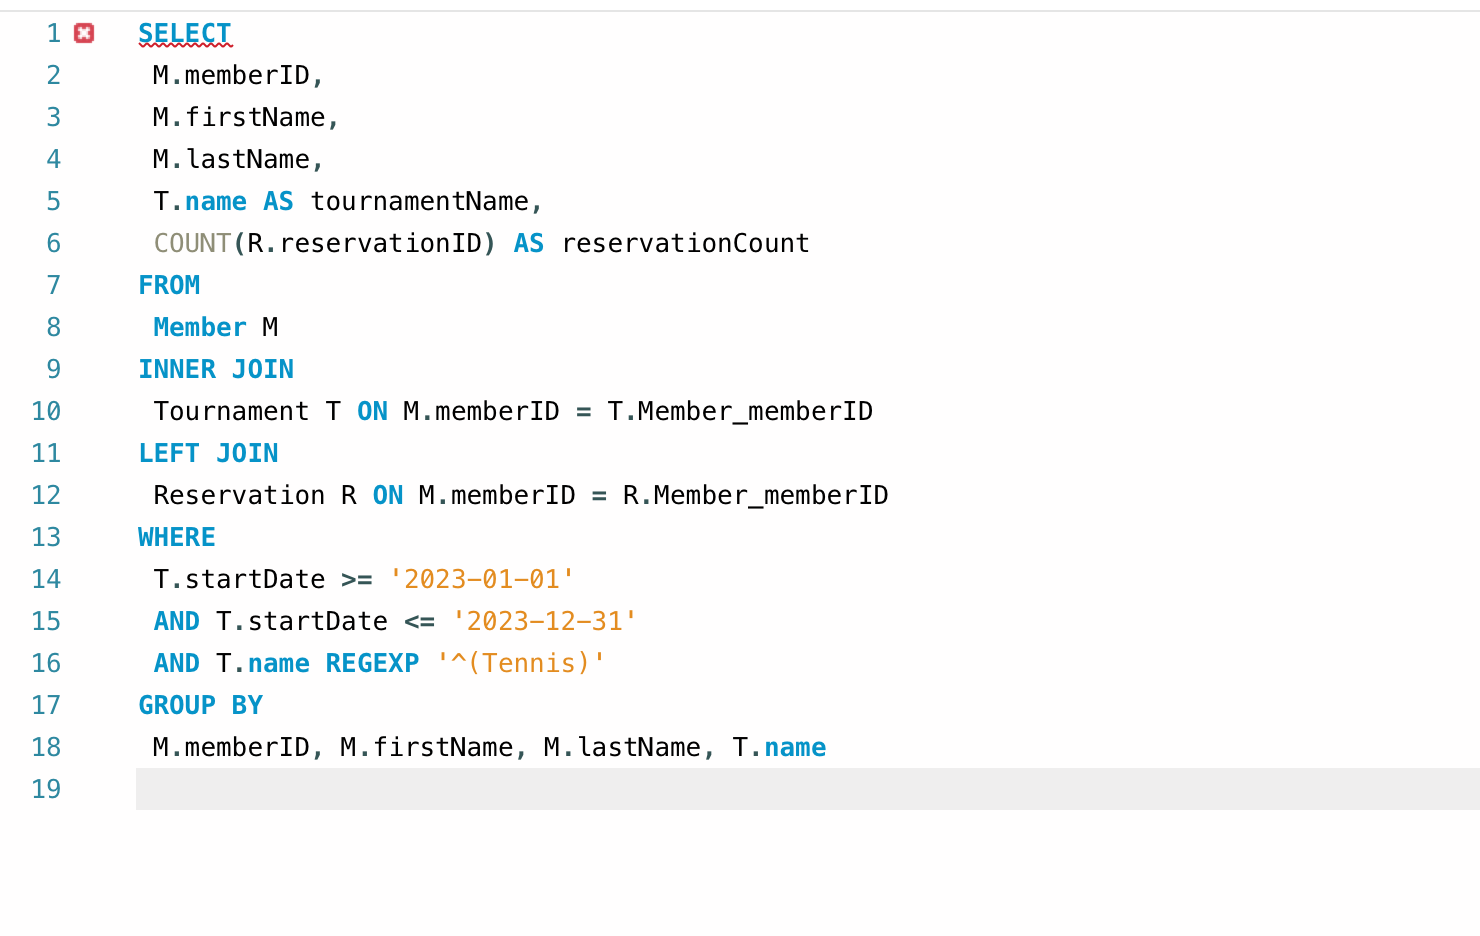 1 SELECT
2 M.memberID,
3 M.firstName,
4 M.lastName,
5 T.name AS tournamentName,
6 COUNT(R.reservationID) AS reservationCount
7 FROM
8 Member M
9 INNER JOIN
10 Tournament T ON M.memberID = T.Member_memberID
11 LEFT JOIN
12 Reservation R ON M.memberID = R.Member_memberID
13 WHERE
14 T.startDate >= '2023-01-01'
15 AND T.startDate <= '2023-12-31'
16 AND T.name REGEXP '^(Tennis)'
17 GROUP BY
18 M.memberID, M.firstName, M.lastName, T.name
19